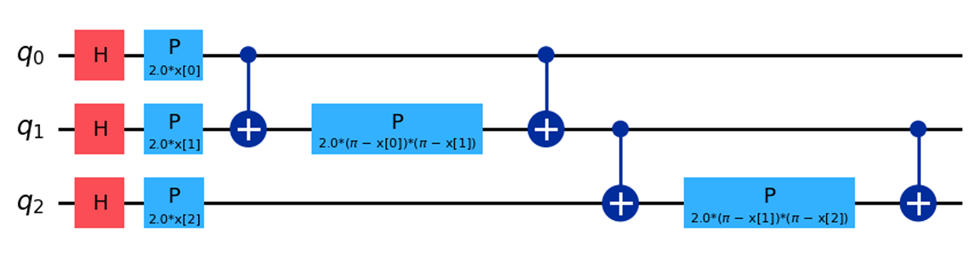 q0 H P
2.0*x[0]
q1 H P P
2.0*x[1] 2.0*(π − x[0])*(π − x[1])
q2 H P P
2.0*x[2] 2.0*(π − x[1])*(π − x[2])